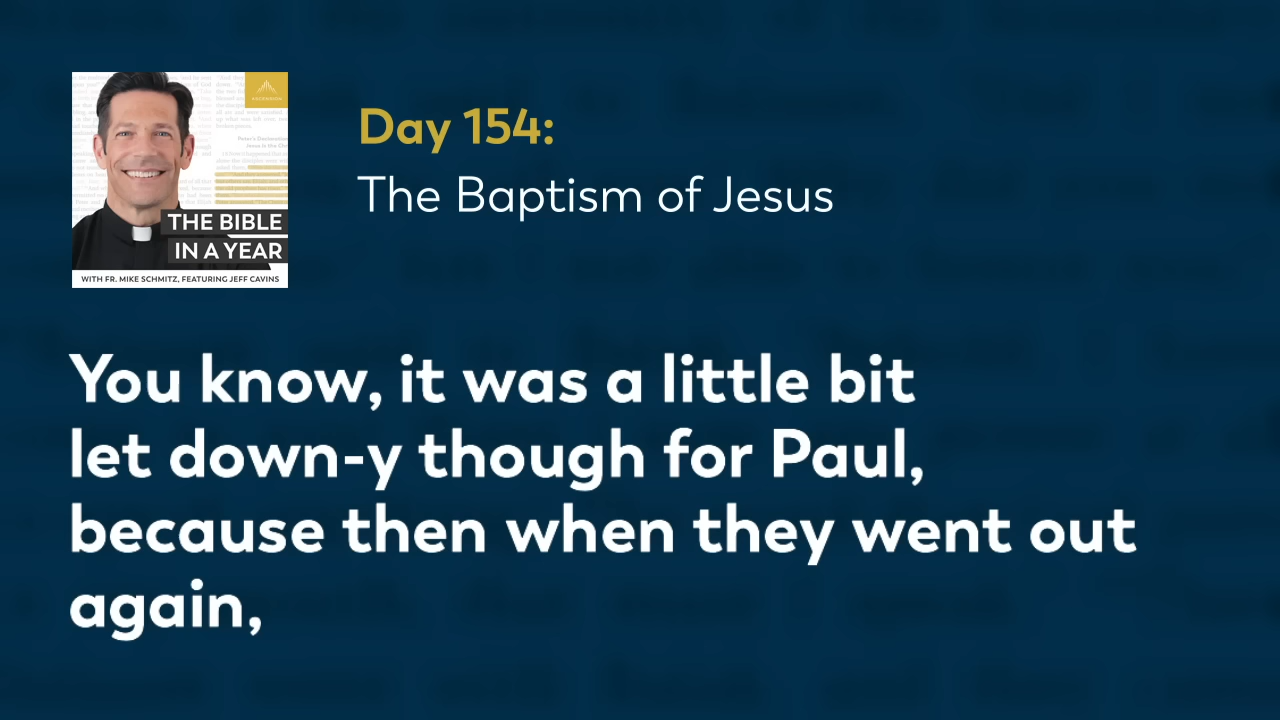 Day 154:
The Baptism of Jesus
THE BIBLE
IN A YEAR
WITH FR. MIKE SCHMITZ, FEATURING JEFF CAVINS
You know, it was a little bit
let down-y though for Paul,
because then when they went out
again,